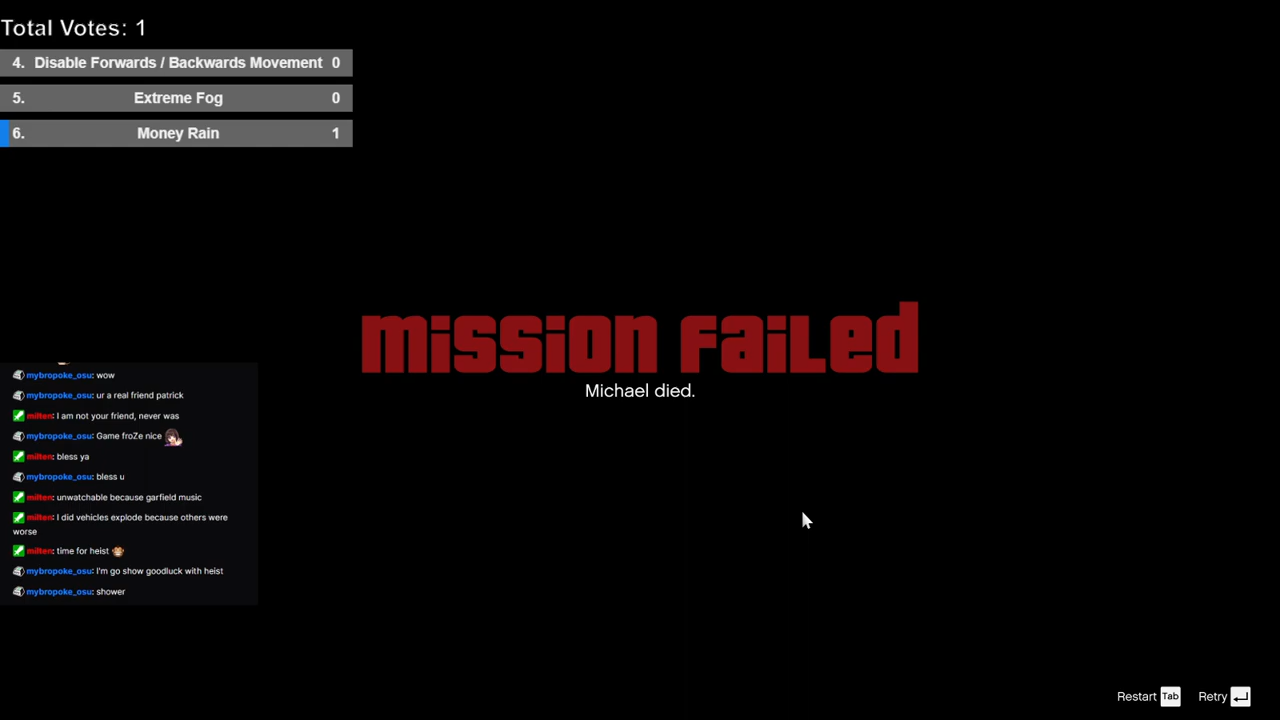 Total Votes: 1
4. Disable Forwards / Backwards Movement 0
5. Extreme Fog 0
6. Money Rain 1
mission failed
Michael died.
mybropoke_osu: wow
mybropoke_osu: ur a real friend patrick
milten: I am not your friend, never was
mybropoke_osu: Game froZe nice
milten: bless ya
mybropoke_osu: bless u
milten: unwatchable because garfield music
milten: I did vehicles explode because others were
worse
milten: time for heist
mybropoke_osu: I'm go show goodluck with heist
mybropoke_osu: shower
Restart Tab Retry